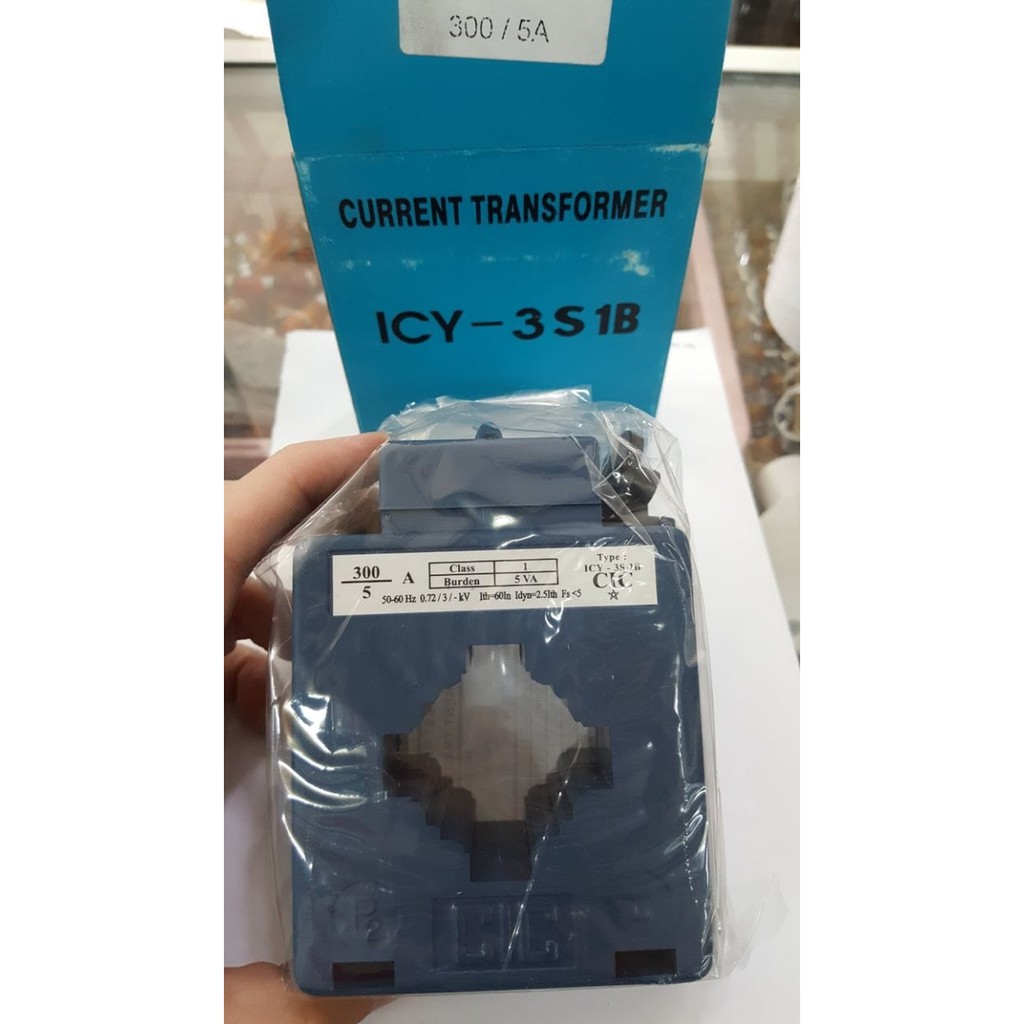 300 / 5A
CURRENT TRANSFORMER
ICY-3S1B
300
5
A
Class 1
Burden 5 VA
Type :
CIC
50-60 Hz 0.72 / 3 / - kV Ith=60In Idyn=2.5Ith Fs <5
CIC